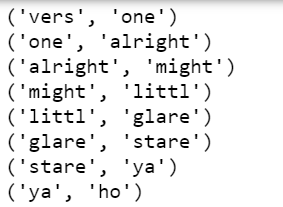 ('vers', 'one')
('one', 'alright')
('alright', 'might')
('might', 'littl')
('littl', 'glare')
('glare', 'stare')
('stare', 'ya')
('ya', 'ho')